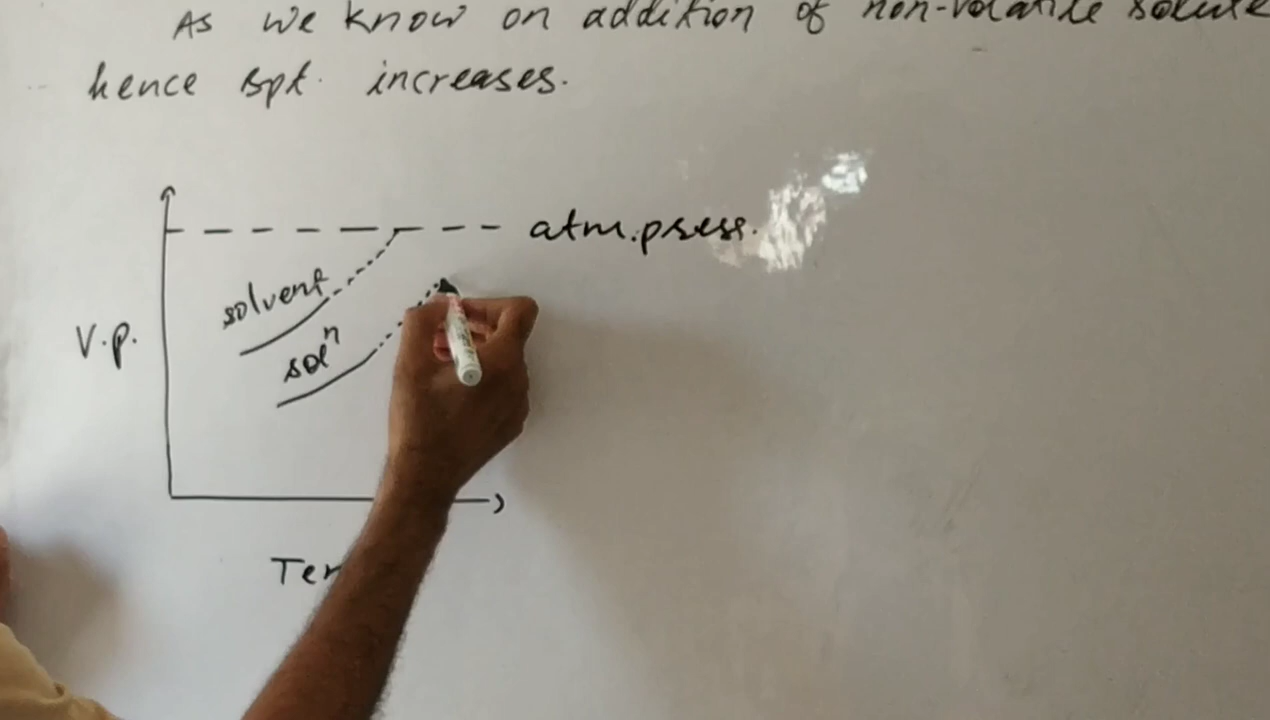 As we know on addition of non-volatile solute
hence Bpt. increases.
atm.press.
solvent
V.p.
solⁿ